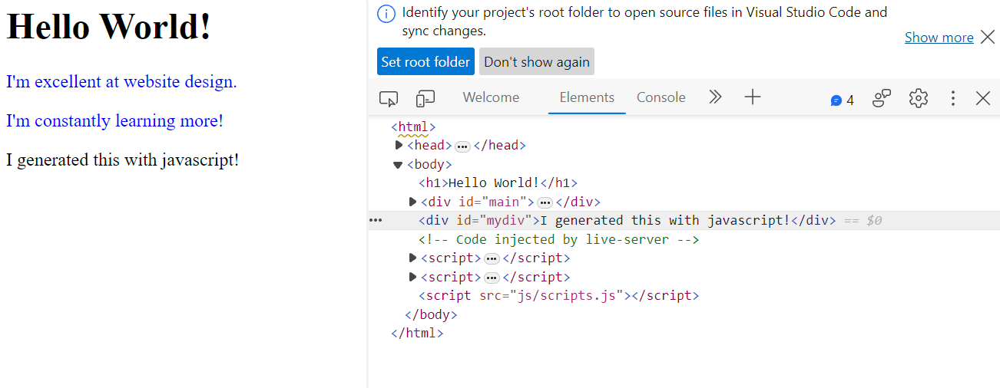 Hello World!
I'm excellent at website design.
I'm constantly learning more!
I generated this with javascript!
Identify your project's root folder to open source files in Visual Studio Code and
sync changes.
Show more
Set root folder Don't show again
Welcome Elements Console 4
<html>
<head>…</head>
<body>
<h1>Hello World!</h1>
<div id="main">…</div>
<div id="mydiv">I generated this with javascript!</div> == $0
<!-- Code injected by live-server -->
<script>…</script>
<script>…</script>
<script src="js/scripts.js"></script>
</body>
</html>